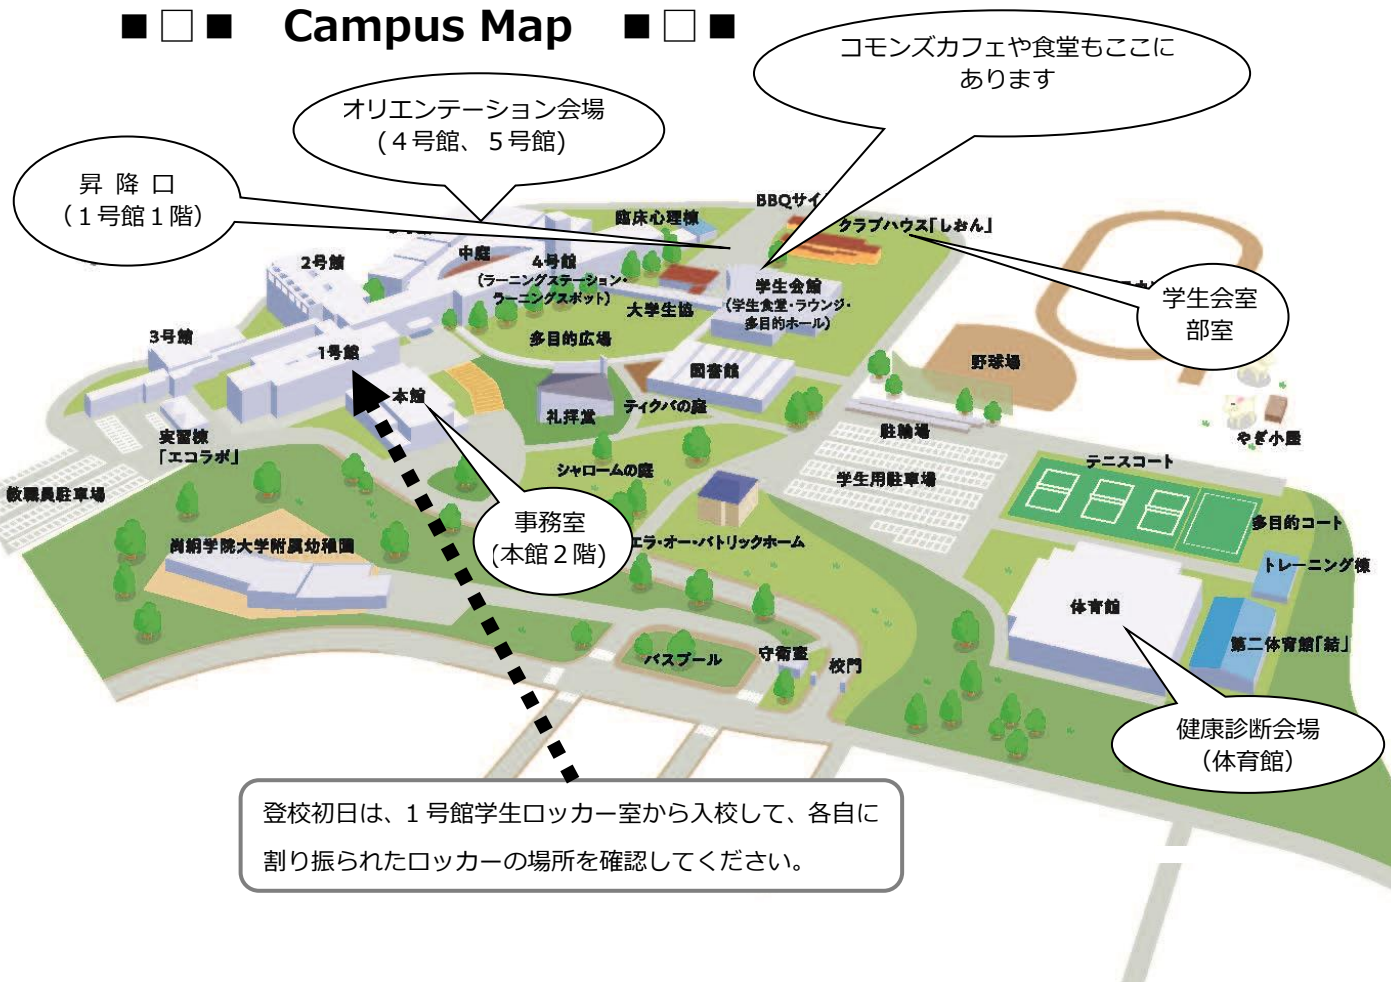 ■□■ Campus Map ■□■
コモンズカフェや食堂もここに
あります
オリエンテーション会場
(４号館、５号館)
昇 降 口
（１号館１階）
BBQサイ
クラブハウス「しおん」
臨床心理棟
中庭
2号館
4号館
(ラーニングステーション・
ラーニングスポット)
学生会館
(学生食堂・ラウンジ・
多目的ホール)
大学生協
学生会室
部室
3号館
1号館
多目的広場
野球場
図書館
本館
礼拝堂
ティクバの庭
駐輪場
やぎ小屋
実習棟
「エコラボ」
シャロームの庭
学生用駐車場
テニスコート
教職員駐車場
事務室
(本館２階)
多目的コート
尚絅学院大学附属幼稚園
エラ・オー・パトリックホーム
トレーニング棟
体育館
第二体育館「結」
バスプール
守衛室
校門
健康診断会場
（体育館）
登校初日は、１号館学生ロッカー室から入校して、各自に
割り振られたロッカーの場所を確認してください。